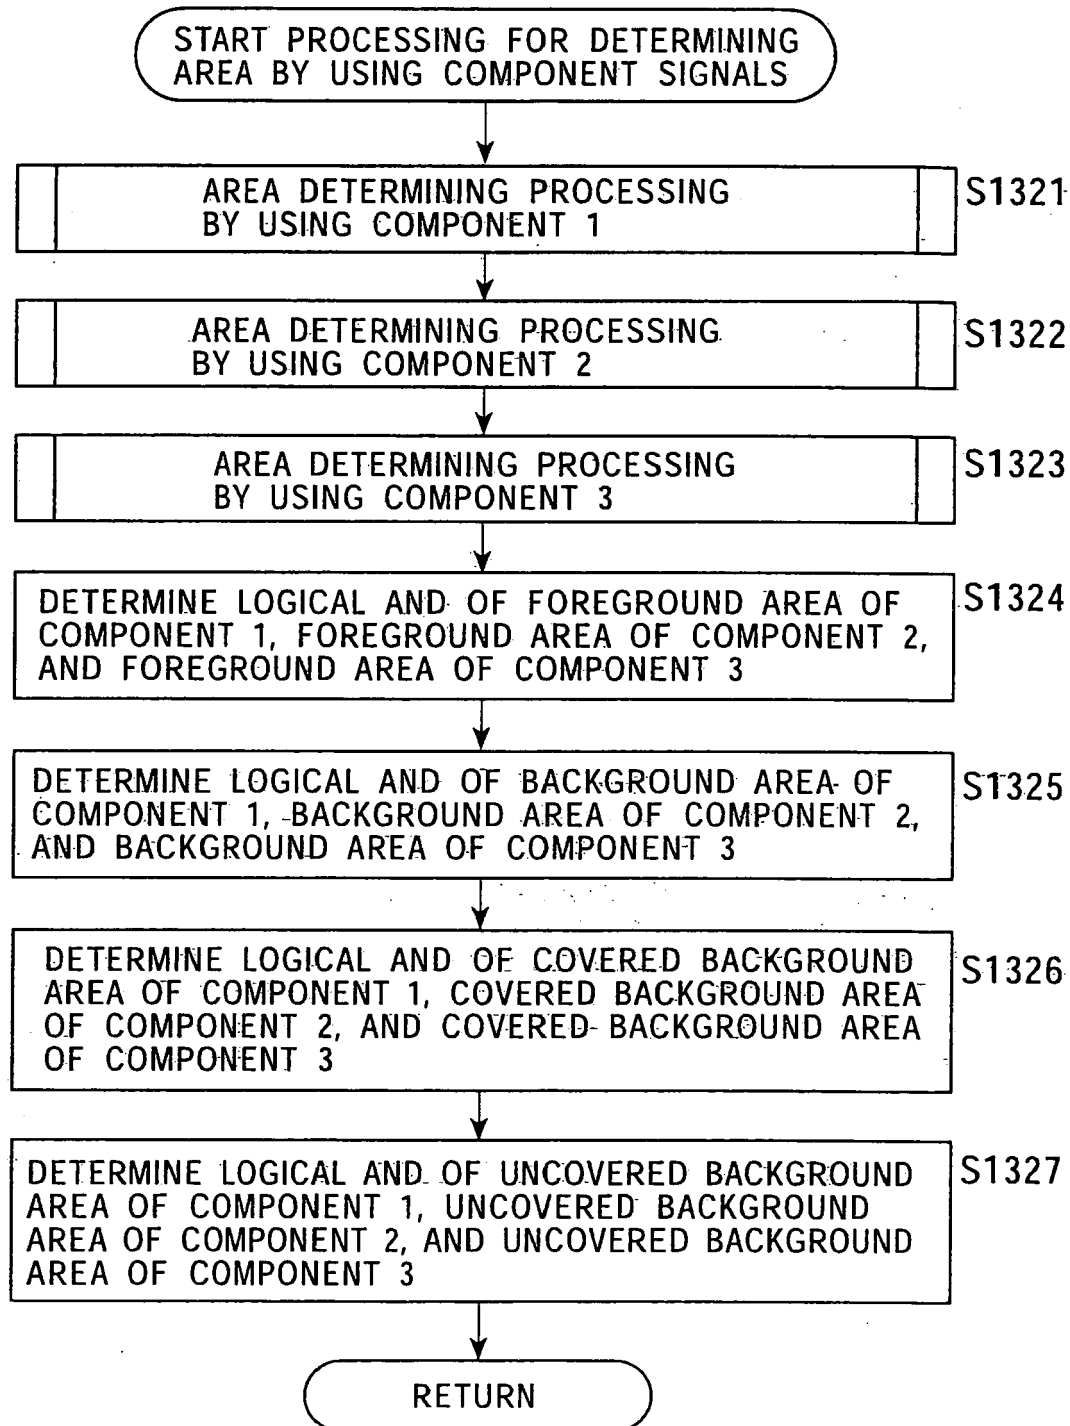 START PROCESSING FOR DETERMINING
AREA BY USING COMPONENT SIGNALS
AREA DETERMINING PROCESSING
BY USING COMPONENT 1
S1321
AREA DETERMINING PROCESSING
BY USING COMPONENT 2
S1322
AREA DETERMINING PROCESSING
BY USING COMPONENT 3
S1323
DETERMINE LOGICAL AND OF FOREGROUND AREA OF
COMPONENT 1, FOREGROUND AREA OF COMPONENT 2,
AND FOREGROUND AREA OF COMPONENT 3
S1324
DETERMINE LOGICAL AND OF BACKGROUND AREA OF
COMPONENT 1, BACKGROUND AREA OF COMPONENT 2,
AND BACKGROUND AREA OF COMPONENT 3
S1325
DETERMINE LOGICAL AND OF COVERED BACKGROUND
AREA OF COMPONENT 1, COVERED BACKGROUND AREA
OF COMPONENT 2, AND COVERED BACKGROUND AREA
OF COMPONENT 3
S1326
DETERMINE LOGICAL AND OF UNCOVERED BACKGROUND
AREA OF COMPONENT 1, UNCOVERED BACKGROUND
AREA OF COMPONENT 2, AND UNCOVERED BACKGROUND
AREA OF COMPONENT 3
S1327
RETURN